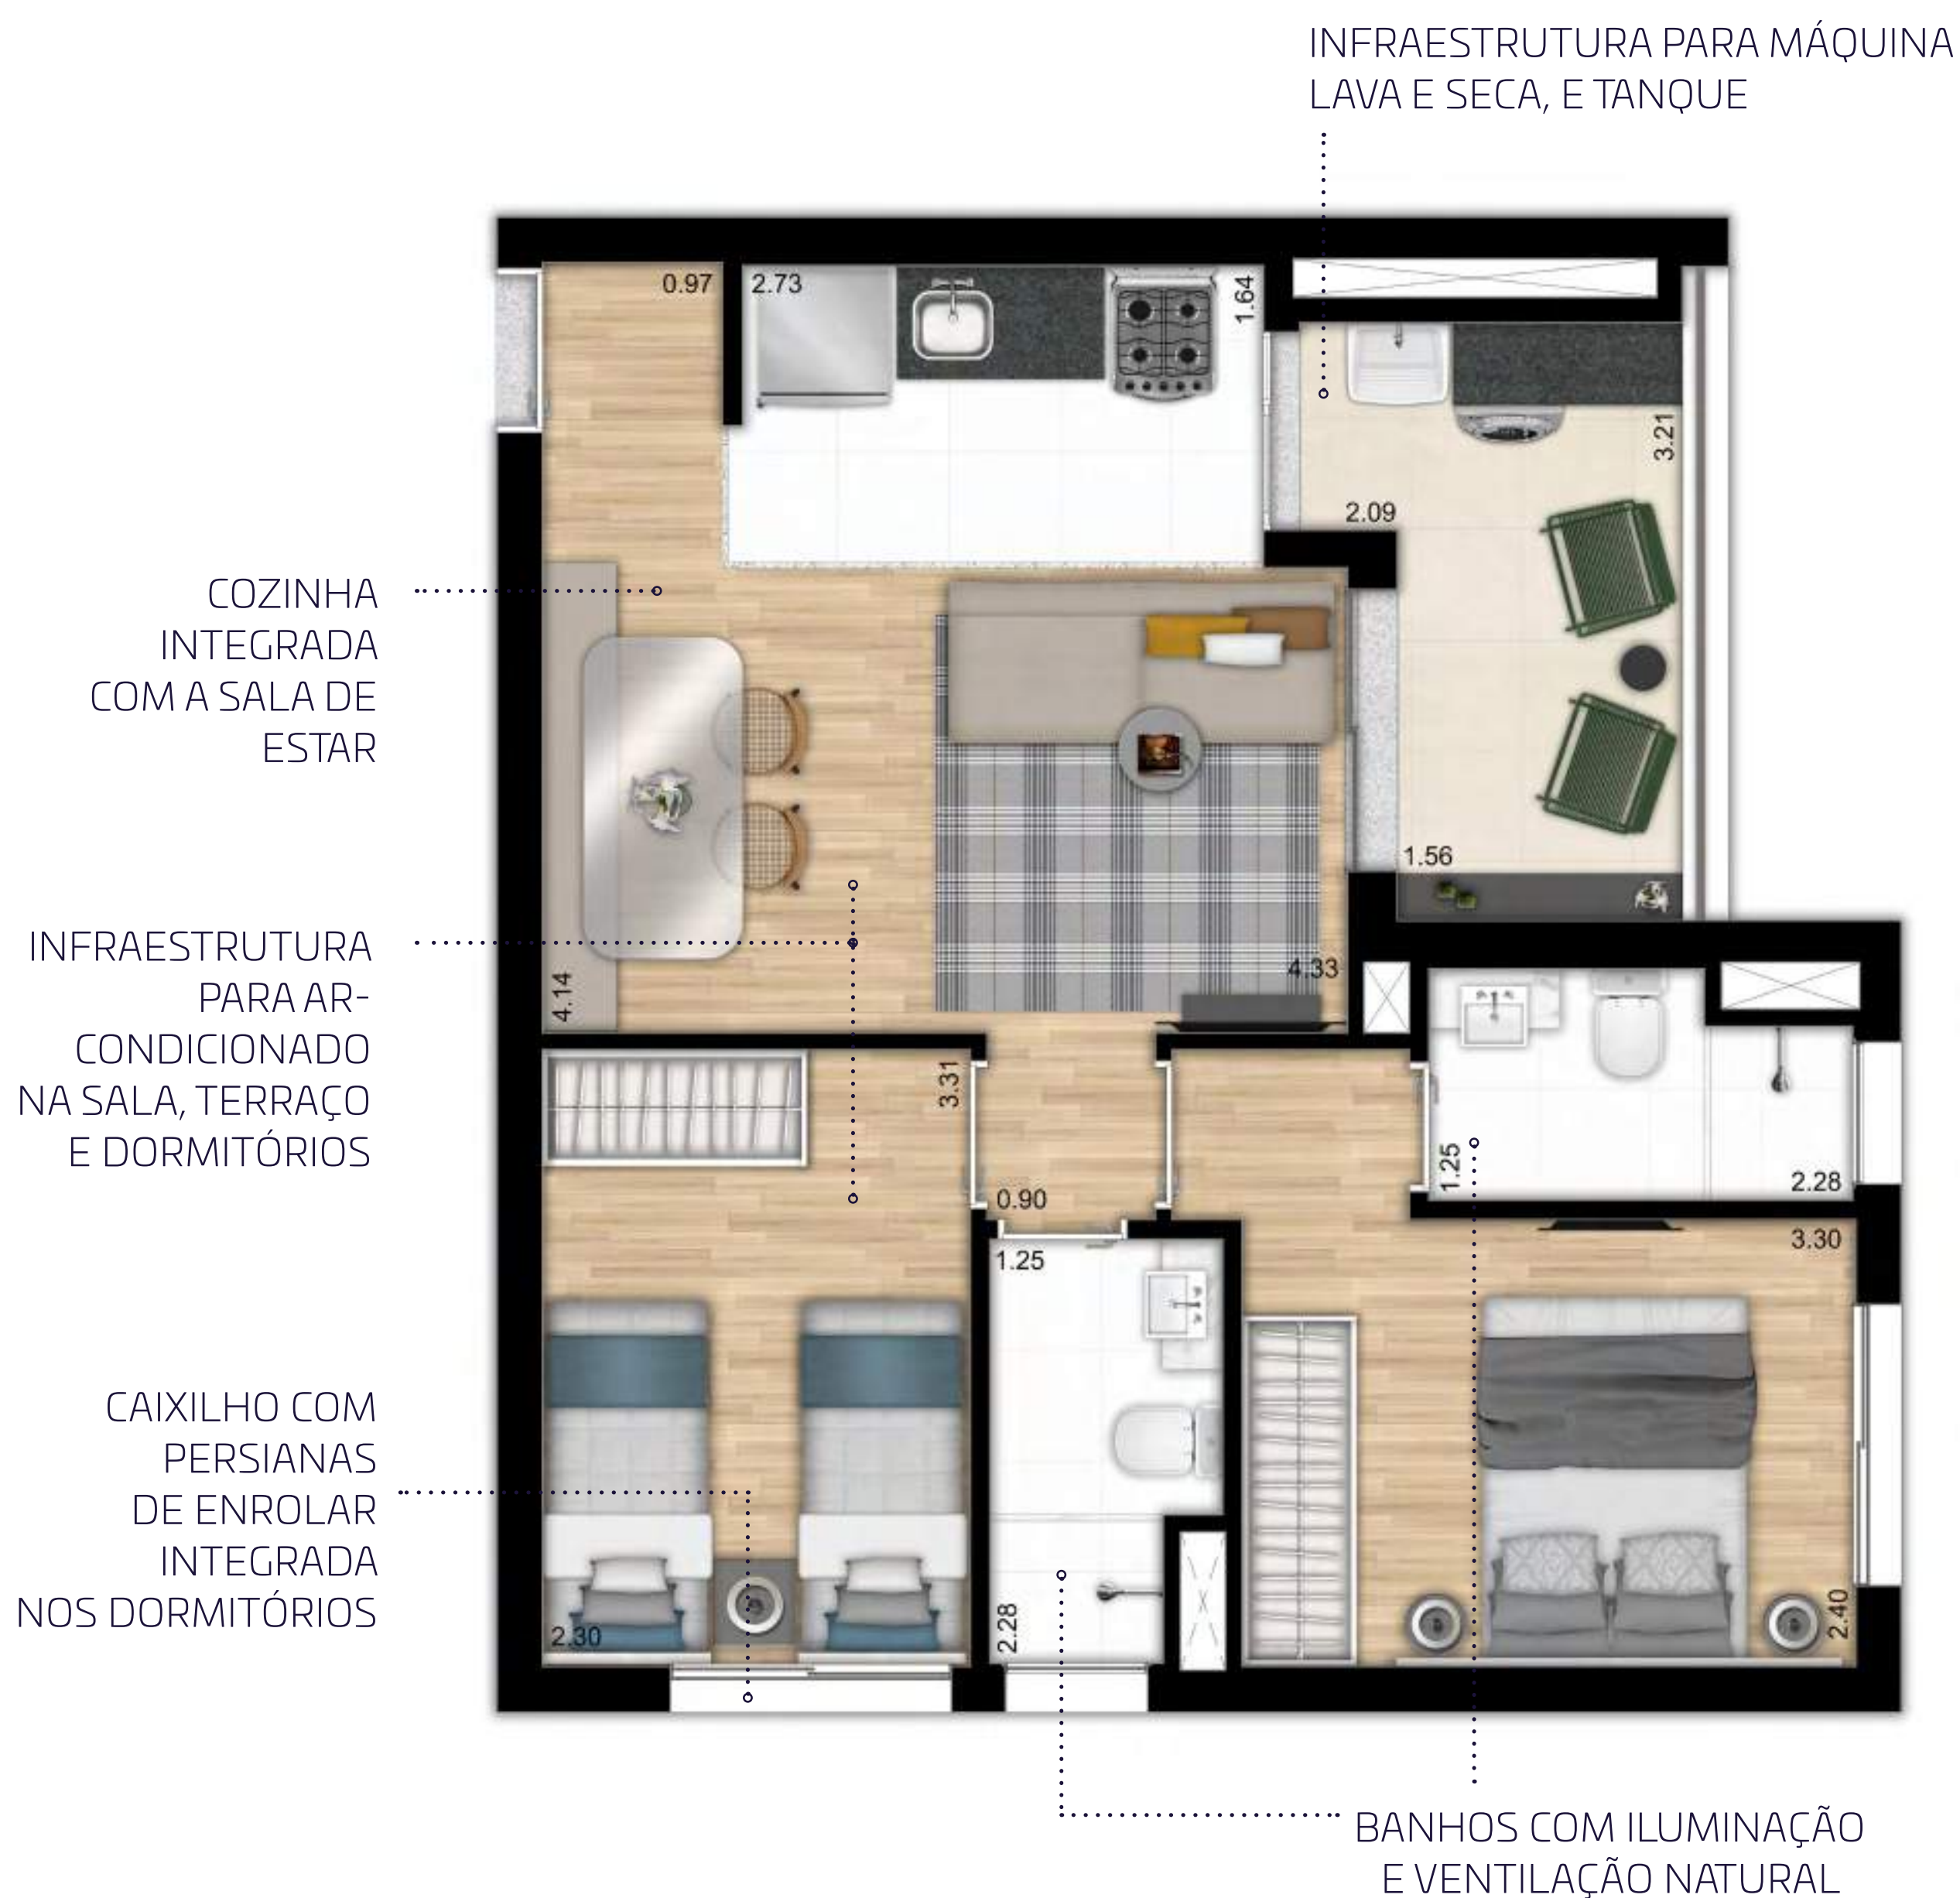 INFRAESTRUTURA PARA MÁQUINA
LAVA E SECA, E TANQUE
0.97
2.73
1.64
3.21
2.09
COZINHA
INTEGRADA
COM A SALA DE
ESTAR
1.56
INFRAESTRUTURA
PARA AR-
CONDICIONADO
NA SALA, TERRAÇO
E DORMITÓRIOS
4.14
4.33
3.31
0.90
1.25
2.28
1.25
3.30
CAIXILHO COM
PERSIANAS
DE ENROLAR
INTEGRADA
NOS DORMITÓRIOS
2.30
2.28
2.40
BANHOS COM ILUMINAÇÃO
E VENTILAÇÃO NATURAL